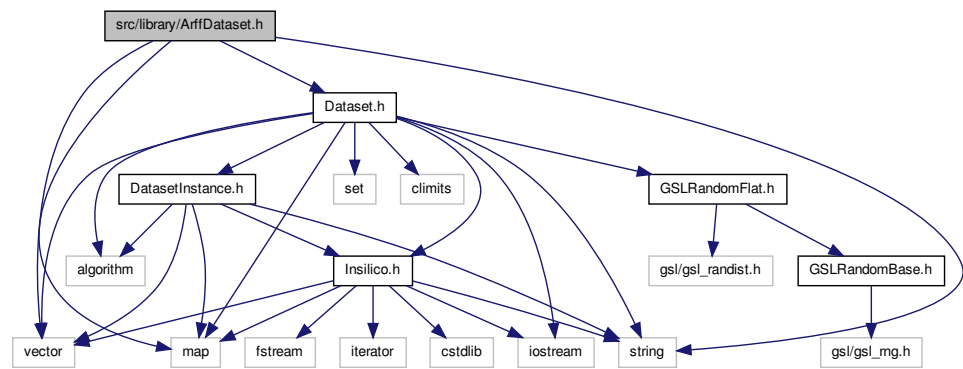 src/library/ArffDataset.h
Dataset.h
DatasetInstance.h
set
climits
GSLRandomFlat.h
algorithm
Insilico.h
gsl/gsl_randist.h
GSLRandomBase.h
vector
map
fstream
iterator
cstdlib
iostream
string
gsl/gsl_rng.h